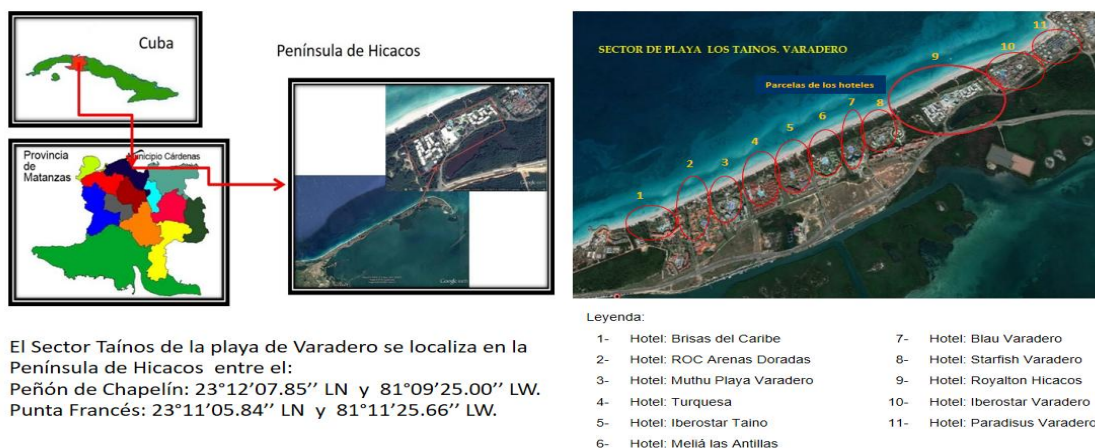 Cuba
Península de Hicacos
Provincia de Matanzas
Municipio Cárdenas
Google earth
Google earth
El Sector Taínos de la playa de Varadero se localiza en la
Península de Hicacos entre el:
Peñón de Chapelín: 23°12’07.85’’ LN y 81°09’25.00’’ LW.
Punta Francés: 23°11’05.84’’ LN y 81°11’25.66’’ LW.
SECTOR DE PLAYA LOS TAINOS. VARADERO
Parcelas de los hoteles
1
2
3
4
5
6
7
8
9
10
11
Leyenda:
1- Hotel: Brisas del Caribe
2- Hotel: ROC Arenas Doradas
3- Hotel: Muthu Playa Varadero
4- Hotel: Turquesa
5- Hotel: Iberostar Taino
6- Hotel: Meliá las Antillas
7- Hotel: Blau Varadero
8- Hotel: Starfish Varadero
9- Hotel: Royalton Hicacos
10- Hotel: Iberostar Varadero
11- Hotel: Paradisus Varadero